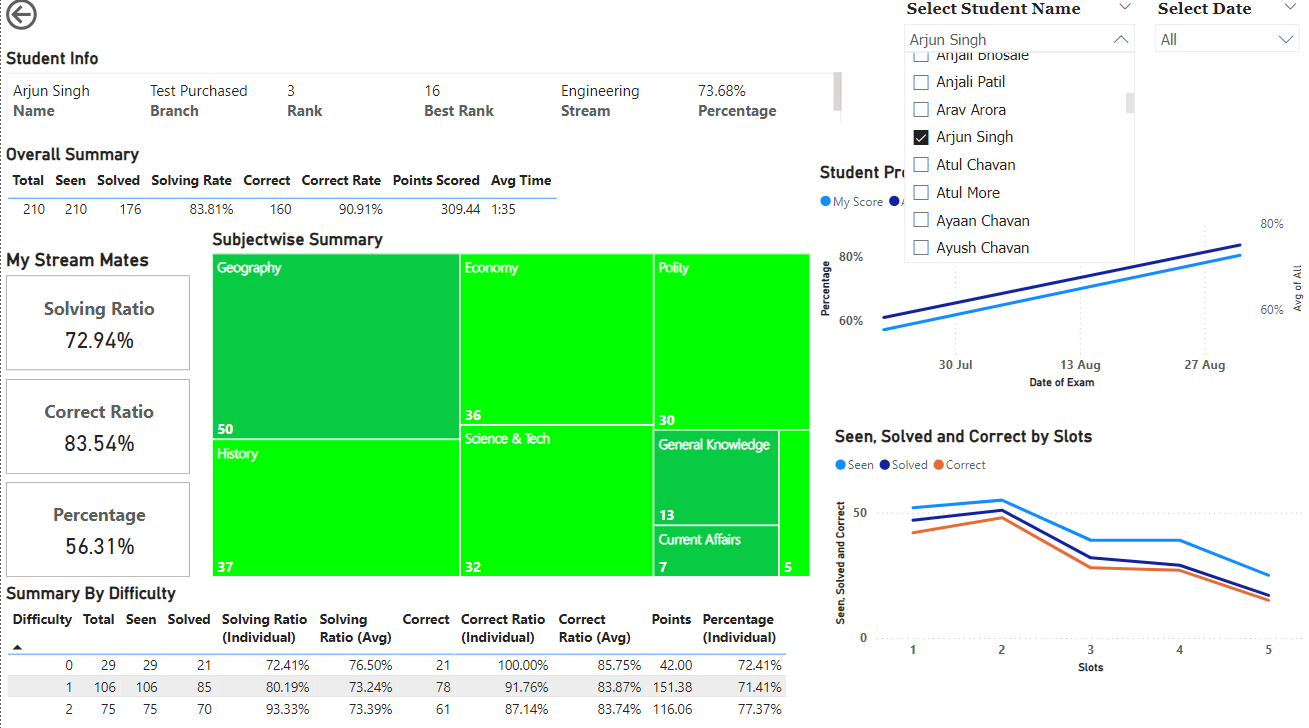 Select Student Name
Select Date
Arjun Singh
All
Anjali Bhosale
Anjali Patil
Arav Arora
Arjun Singh
Atul Chavan
Atul More
Ayaan Chavan
Ayush Chavan
Student Info
Arjun Singh Test Purchased 3 16 Engineering 73.68%
Name Branch Rank Best Rank Stream Percentage
Overall Summary
Total Seen Solved Solving Rate Correct Correct Rate Points Scored Avg Time
210 210 176 83.81% 160 90.91% 309.44 1:35
My Stream Mates
Solving Ratio
72.94%
Correct Ratio
83.54%
Percentage
56.31%
Subjectwise Summary
Geography
50
Economy
36
Polity
30
History
37
Science & Tech
32
General Knowledge
13
Current Affairs
7
5
Student Pr
My Score
80%
60%
Percentage
80%
60%
Avg of All
30 Jul 13 Aug 27 Aug
Date of Exam
Seen, Solved and Correct by Slots
Seen Solved Correct
Seen, Solved and Correct
50
0
1 2 3 4 5
Slots
Summary By Difficulty
Difficulty Total Seen Solved Solving Ratio Solving Correct Correct Ratio Correct Points Percentage
(Individual) Ratio (Avg) (Individual) Ratio (Avg) (Individual)
0 29 29 21 72.41% 76.50% 21 100.00% 85.75% 42.00 72.41%
1 106 106 85 80.19% 73.24% 78 91.76% 83.87% 151.38 71.41%
2 75 75 70 93.33% 73.39% 61 87.14% 83.74% 116.06 77.37%